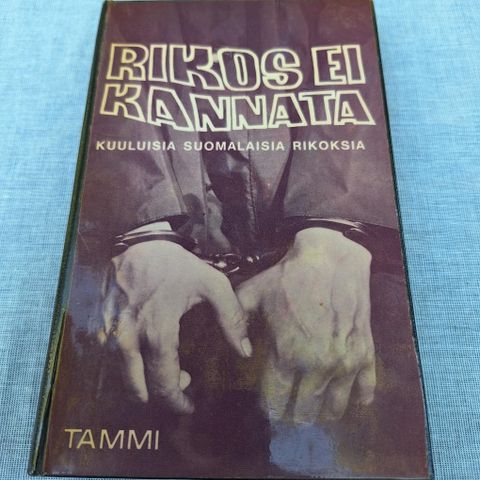 RIKOS EI
KANNATA
KUULUISIA SUOMALAISIA RIKOKSIA
TAMMI